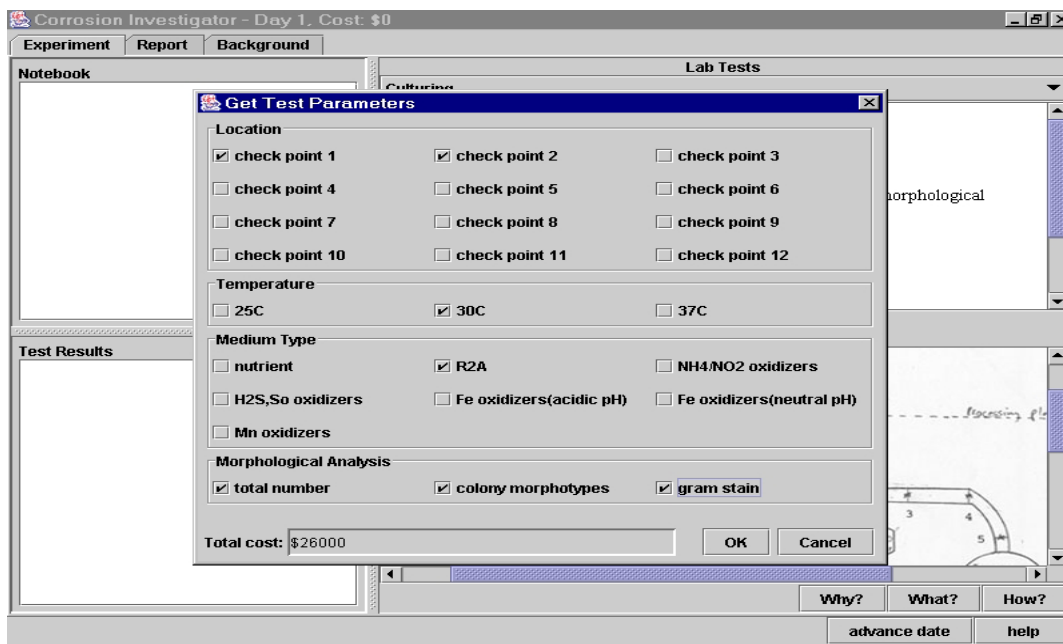 Corrosion Investigator - Day 1, Cost: $0
Experiment Report Background
Notebook
Lab Tests
Culturing
Get Test Parameters
Location
check point 1 check point 2 check point 3
check point 4 check point 5 check point 6
morphological
check point 7 check point 8 check point 9
check point 10 check point 11 check point 12
Temperature
25C 30C 37C
Medium Type
Test Results
nutrient R2A NH4/NO2 oxidizers
H2S,So oxidizers Fe oxidizers(acidic pH) Fe oxidizers(neutral pH)
Mn oxidizers
Morphological Analysis
total number colony morphotypes gram stain
3 4
5
Total cost: $26000 OK Cancel
Why? What? How?
advance date help